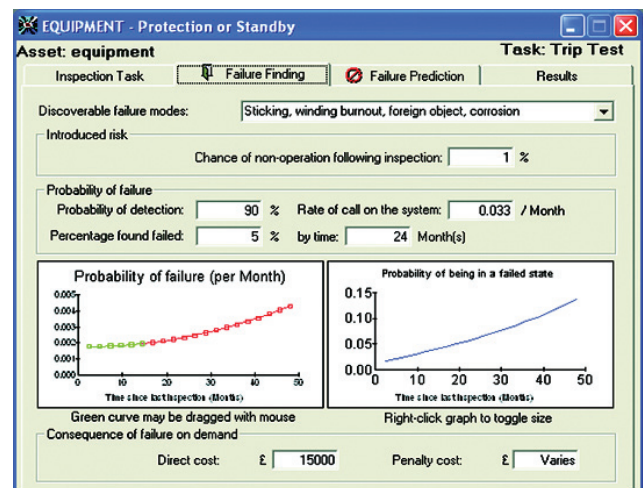 EQUIPMENT - Protection or Standby
Asset: equipment Task: Trip Test
Inspection Task Failure Finding Failure Prediction Results
Discoverable failure modes: Sticking, winding burnout, foreign object, corrosion
Introduced risk
Chance of non-operation following inspection: 1 %
Probability of failure
Probability of detection: 90 % Rate of call on the system: 0.033 / Month
Percentage found failed: 5 % by time: 24 Month(s)
Probability of failure (per Month)
0.005
0.004
0.003
0.002
0.001
0.000
0 10 20 30 40 50
Time since last inspection (Months)
Green curve may be dragged with mouse
Probability of being in a failed state
0.15
0.10
0.05
0.00
0 10 20 30 40 50
Time since last inspection (Months)
Right-click graph to toggle size
Consequence of failure on demand
Direct cost: £ 15000 Penalty cost: £ Varies